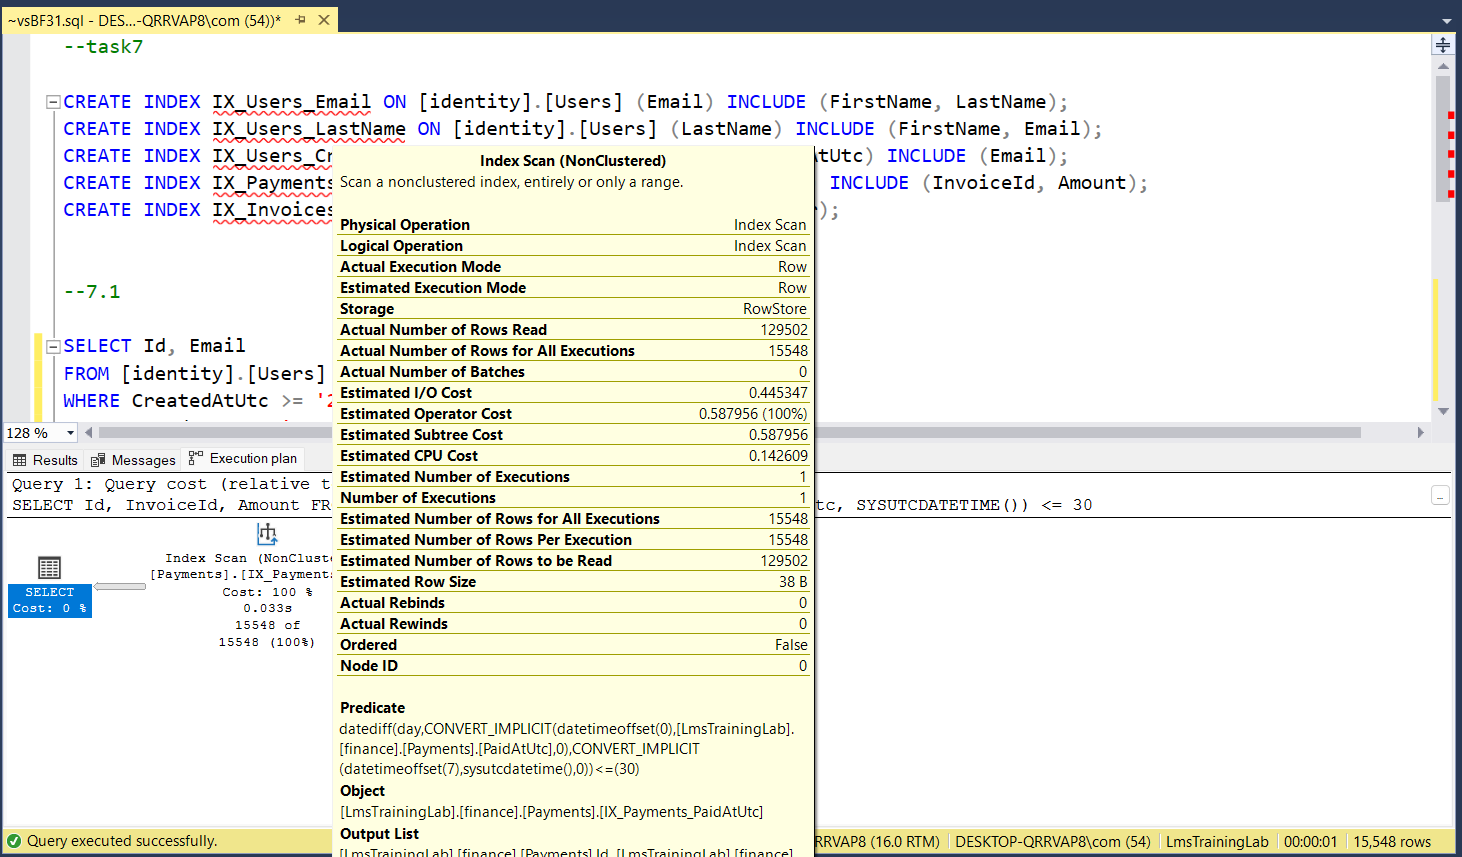 ~vsBF31.sql - DES...-QRRVAP8\com (54))*
--task7
CREATE INDEX IX_Users_Email ON [identity].[Users] (Email) INCLUDE (FirstName, LastName);
CREATE INDEX IX_Users_LastName ON [identity].[Users] (LastName) INCLUDE (FirstName, Email);
CREATE INDEX IX_Users_Cr tUtc) INCLUDE (Email);
CREATE INDEX IX_Payments INCLUDE (InvoiceId, Amount);
CREATE INDEX IX_Invoices );
--7.1
SELECT Id, Email
FROM [identity].[Users]
WHERE CreatedAtUtc >= '2
128 %
Results Messages Execution plan
Query 1: Query cost (relative t
SELECT Id, InvoiceId, Amount FR tc, SYSUTCDATETIME()) <= 30
SELECT
Cost: 0 %
Index Scan (NonCluste
[Payments].[IX_Payments
Cost: 100 %
0.033s
15548 of
15548 (100%)
Index Scan (NonClustered)
Scan a nonclustered index, entirely or only a range.
Physical Operation Index Scan
Logical Operation Index Scan
Actual Execution Mode Row
Estimated Execution Mode Row
Storage RowStore
Actual Number of Rows Read 129502
Actual Number of Rows for All Executions 15548
Actual Number of Batches 0
Estimated I/O Cost 0.445347
Estimated Operator Cost 0.587956 (100%)
Estimated Subtree Cost 0.587956
Estimated CPU Cost 0.142609
Estimated Number of Executions 1
Number of Executions 1
Estimated Number of Rows for All Executions 15548
Estimated Number of Rows Per Execution 15548
Estimated Number of Rows to be Read 129502
Estimated Row Size 38 B
Actual Rebinds 0
Actual Rewinds 0
Ordered False
Node ID 0
Predicate
datediff(day,CONVERT_IMPLICIT(datetimeoffset(0),[LmsTrainingLab].
[finance].[Payments].[PaidAtUtc],0),CONVERT_IMPLICIT
(datetimeoffset(7),sysutcdatetime(),0))<=(30)
Object
[LmsTrainingLab].[finance].[Payments].[IX_Payments_PaidAtUtc]
Output List
[LmsTrainingLab].[finance].[Payments].Id, [LmsTrainingLab].[finance].
Query executed successfully. RRVAP8 (16.0 RTM) DESKTOP-QRRVAP8\com (54) LmsTrainingLab 00:00:01 15,548 rows